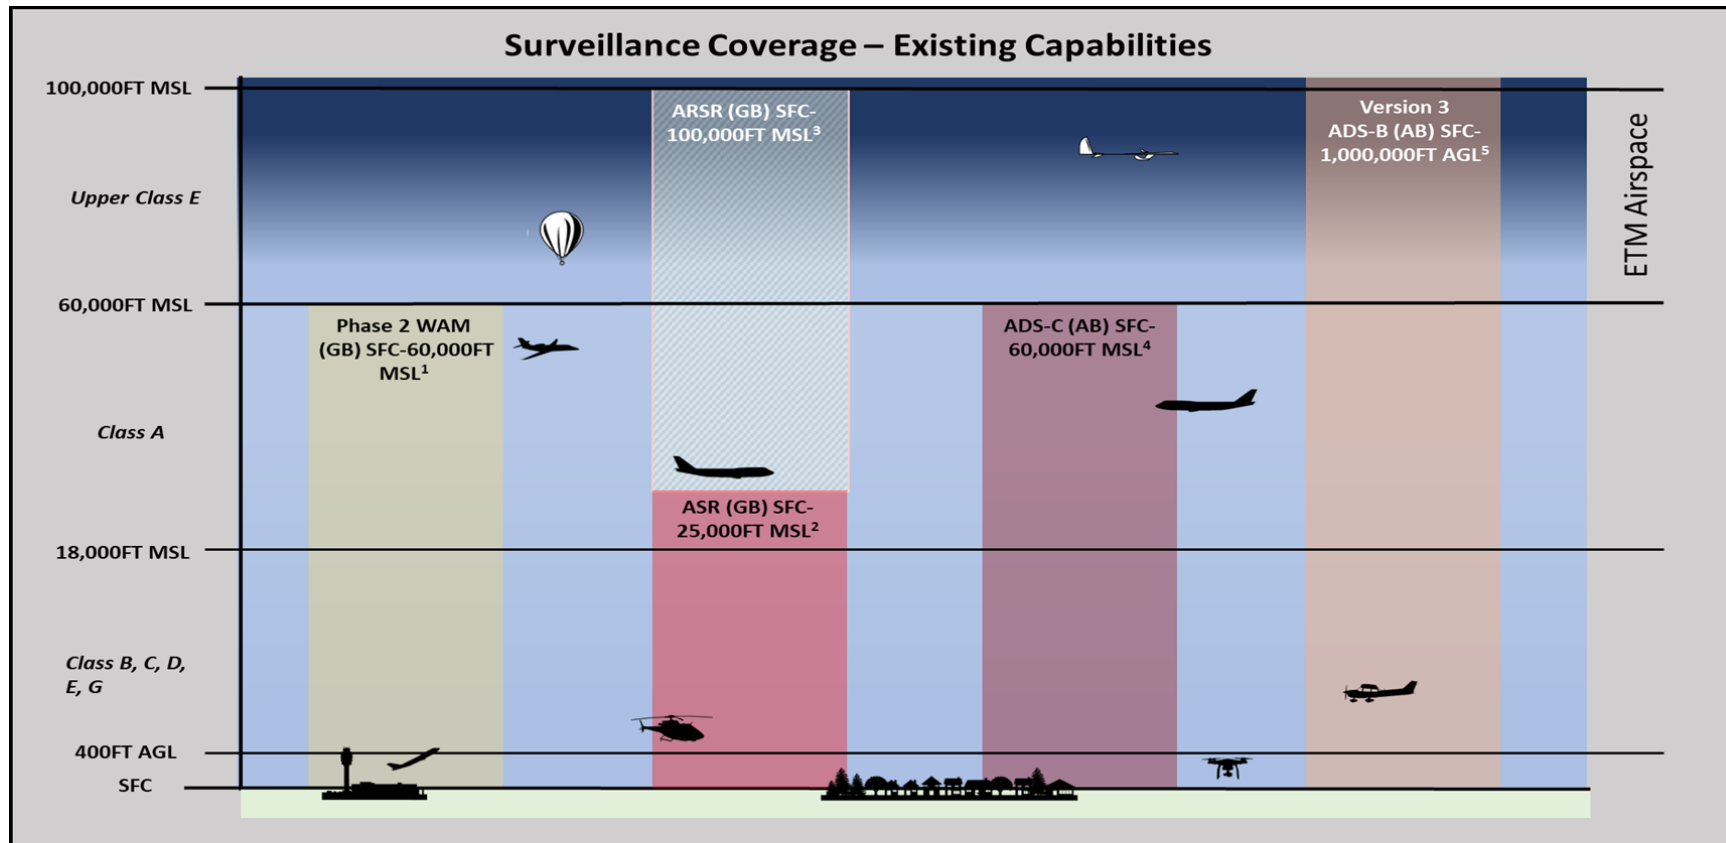 Surveillance Coverage – Existing Capabilities
100,000FT MSL
ARSR (GB) SFC-
100,000FT MSL³
Version 3
ADS-B (AB) SFC-
1,000,000FT AGL⁵
ETM Airspace
Upper Class E
60,000FT MSL
Phase 2 WAM
(GB) SFC-60,000FT
MSL¹
ADS-C (AB) SFC-
60,000FT MSL⁴
Class A
ASR (GB) SFC-
25,000FT MSL²
18,000FT MSL
Class B, C, D,
E, G
400FT AGL
SFC